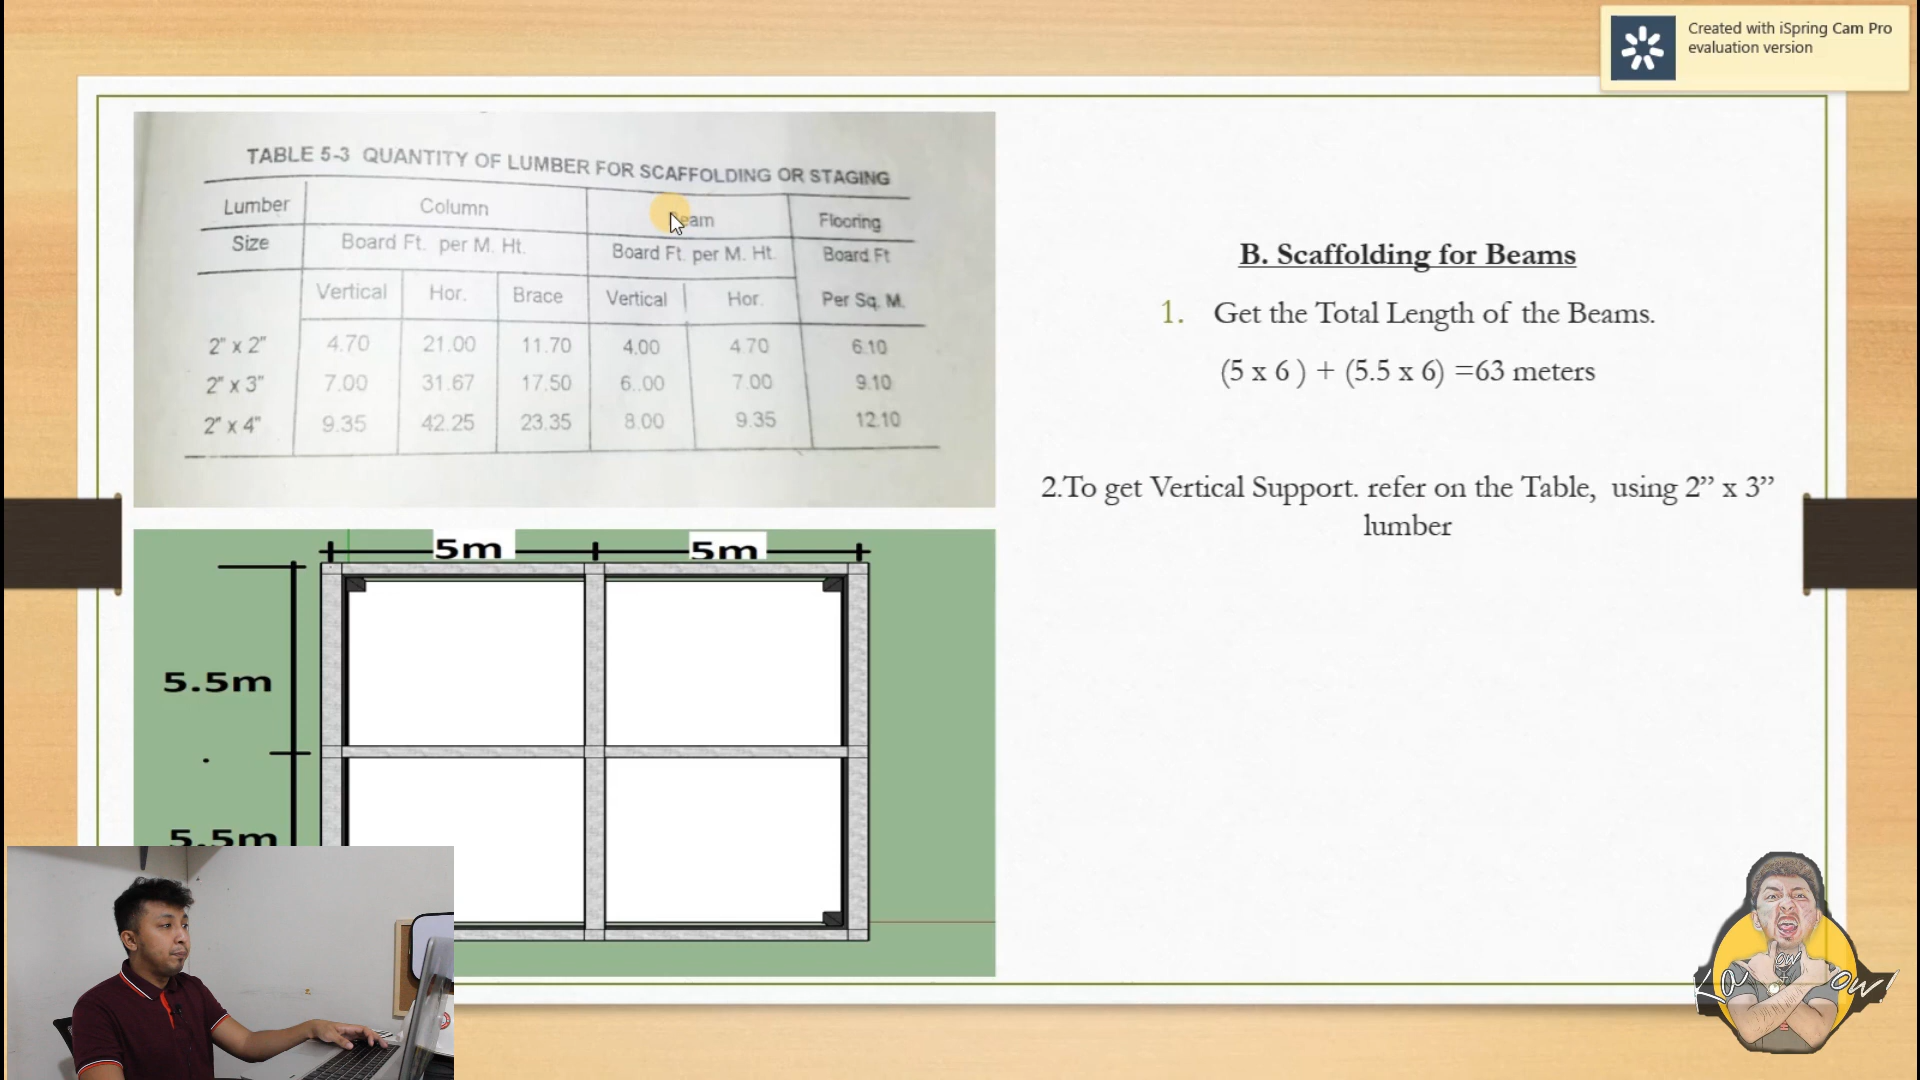 Created with iSpring Cam Pro
evaluation version
TABLE 5-3 QUANTITY OF LUMBER FOR SCAFFOLDING OR STAGING
Lumber Column Flooring
Size Board Ft. per M. Ht. Board Ft. per M. Ht. Board Ft
Vertical Hor. Brace Vertical Hor. Per Sq. M.
2" x 2" 4.70 21.00 11.70 4.00 4.70 6.10
2" x 3" 7.00 31.67 17.50 6..00 7.00 9.10
2" x 4" 9.35 42.25 23.35 8.00 9.35 12.10
B. Scaffolding for Beams
1. Get the Total Length of the Beams.
(5 x 6 ) + (5.5 x 6) =63 meters
2.To get Vertical Support. refer on the Table, using 2” x 3”
lumber
5m 5m
5.5m
5.5m
Ka ow ow!